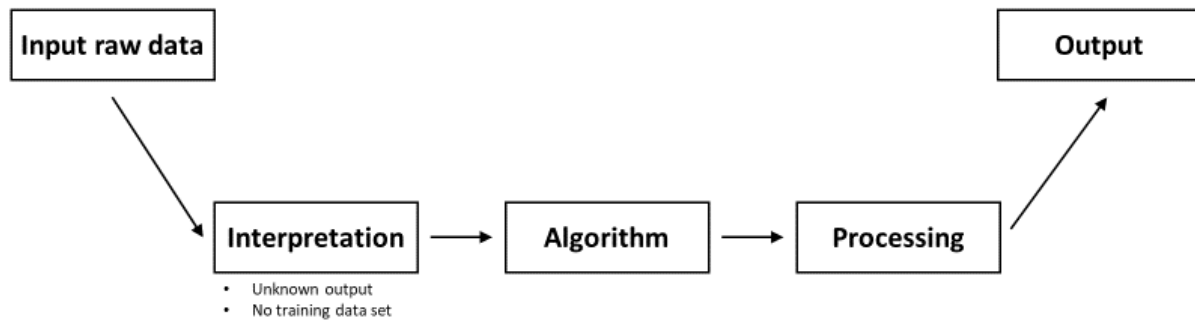 Input raw data
Output
Interpretation
Algorithm
Processing
• Unknown output
• No training data set